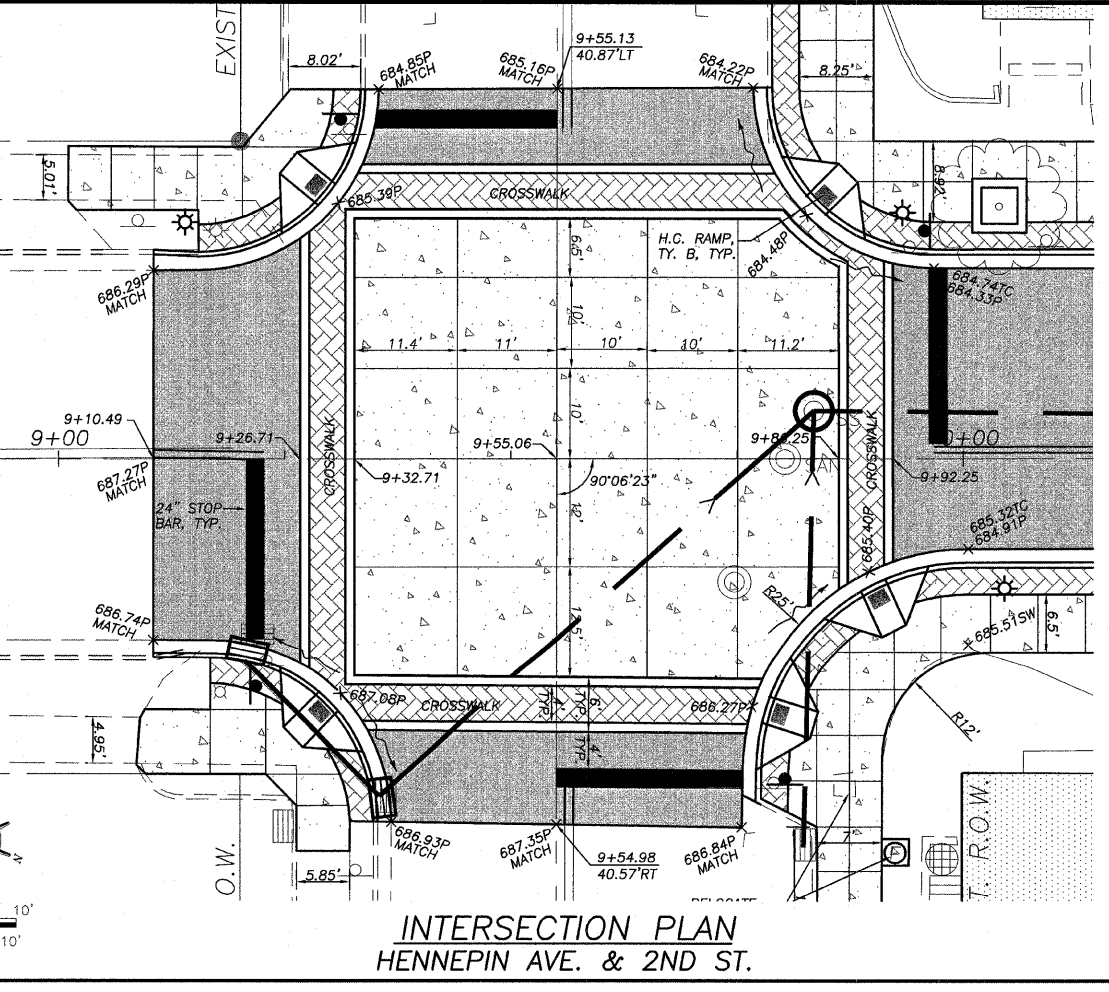 EXIST
8.02'
684.85P
MATCH
685.16P
MATCH
9+55.13
40.87'LT
684.22P
MATCH
8.25'
5.01'
8.92'
685.39P
CROSSWALK
H.C. RAMP,
TY. B, TYP.
684.48P
686.29P
MATCH
684.74TC
684.33P
6.5'
10'
11.4'
11'
10'
10'
11.2'
10'
9+10.49
9+00
9+26.71
CROSSWALK
9+32.71
9+55.06
90°06'23"
12'
SAN
CROSSWALK
9+92.25
687.27P
MATCH
24" STOP
BAR, TYP.
685.40P
685.32TC
684.91P
686.74P
MATCH
R25'
685.51SW
6.5'
687.08P
CROSSWALK
4'
TYP.
6'
TYP.
4'
TYP.
686.27P
R12'
4.95'
686.93P
MATCH
687.35P
MATCH
9+54.98
40.57'RT
686.84P
MATCH
7'
O.W.
5.85'
T. R.O.W.
N
10'
10'
INTERSECTION PLAN
HENNEPIN AVE. & 2ND ST.